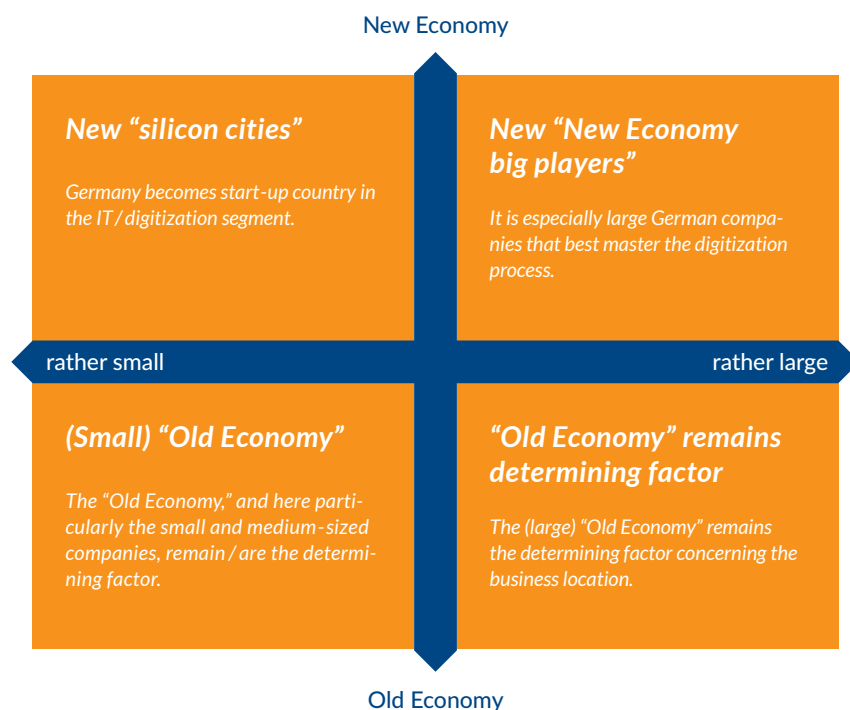 New Economy
New “silicon cities”
Germany becomes start-up country in
the IT / digitization segment.
New “New Economy
big players”
It is especially large German compa-
nies that best master the digitization
process.
rather small
rather large
(Small) “Old Economy”
The “Old Economy,” and here parti-
cularly the small and medium-sized
companies, remain / are the determi-
ning factor.
“Old Economy” remains
determining factor
The (large) “Old Economy” remains
the determining factor concerning the
business location.
Old Economy